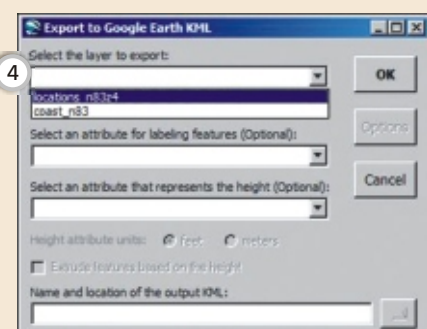 Export to Google Earth KML
Select the layer to export:
4
OK
locations_n83z4
coast_n83
Options
Select an attribute for labeling features (Optional):
Cancel
Select an attribute that represents the height (Optional):
Height attribute units: feet meters
Extrude features based on the height
Name and location of the output KML: